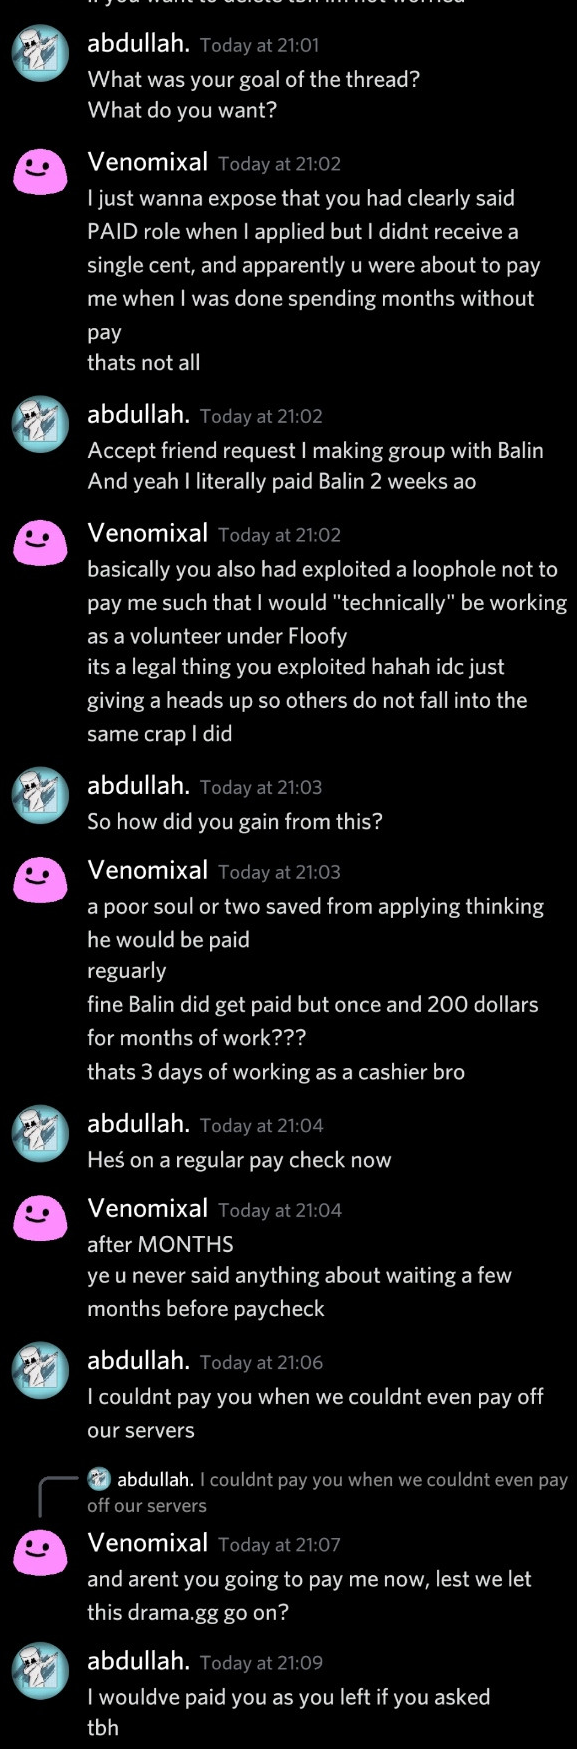 if you want to delete tbh im not worried
abdullah. Today at 21:01
What was your goal of the thread?
What do you want?
Venomixal Today at 21:02
I just wanna expose that you had clearly said
PAID role when I applied but I didnt receive a
single cent, and apparently u were about to pay
me when I was done spending months without
pay
thats not all
abdullah. Today at 21:02
Accept friend request I making group with Balin
And yeah I literally paid Balin 2 weeks ao
Venomixal Today at 21:02
basically you also had exploited a loophole not to
pay me such that I would "technically" be working
as a volunteer under Floofy
its a legal thing you exploited hahah idc just
giving a heads up so others do not fall into the
same crap I did
abdullah. Today at 21:03
So how did you gain from this?
Venomixal Today at 21:03
a poor soul or two saved from applying thinking
he would be paid
reguarly
fine Balin did get paid but once and 200 dollars
for months of work???
thats 3 days of working as a cashier bro
abdullah. Today at 21:04
Heś on a regular pay check now
Venomixal Today at 21:04
after MONTHS
ye u never said anything about waiting a few
months before paycheck
abdullah. Today at 21:06
I couldnt pay you when we couldnt even pay off
our servers
abdullah. I couldnt pay you when we couldnt even pay
off our servers
Venomixal Today at 21:07
and arent you going to pay me now, lest we let
this drama.gg go on?
abdullah. Today at 21:09
I wouldve paid you as you left if you asked
tbh